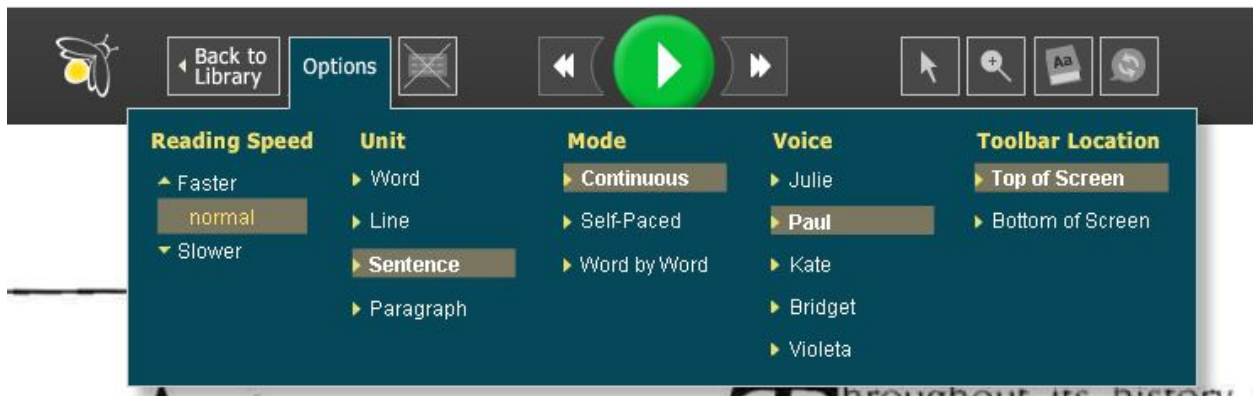 Back to
Library
Options
Aa
Reading Speed
Faster
normal
Slower
Unit
Word
Line
Sentence
Paragraph
Mode
Continuous
Self-Paced
Word by Word
Voice
Julie
Paul
Kate
Bridget
Violeta
Toolbar Location
Top of Screen
Bottom of Screen
Throughout its history